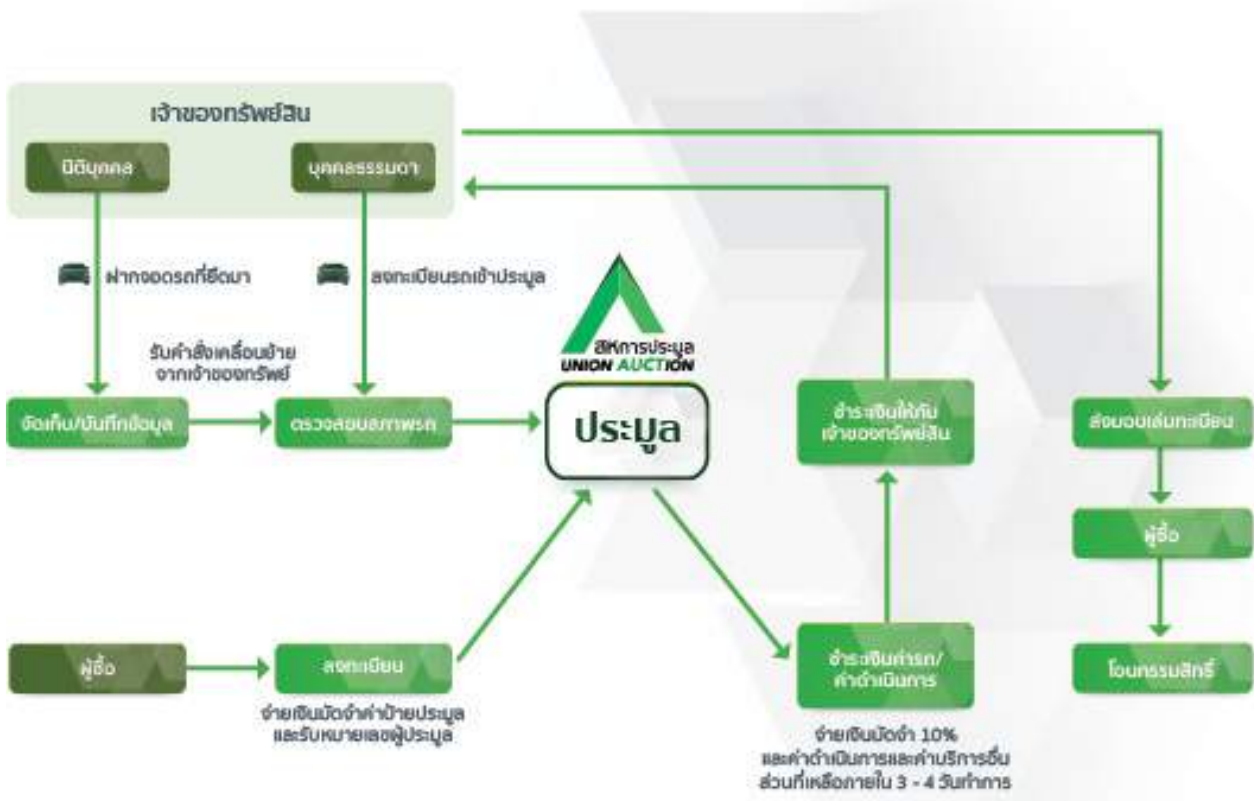 เจ้าของทรัพย์สิน
นิติบุคคล
บุคคลธรรมดา
ฝากจอดรถที่ยึดมา
ลงทะเบียนรถเข้าประมูล
รับคำสั่งเคลื่อนย้าย
จากเจ้าของทรัพย์
จัดเก็บ/บันทึกข้อมูล
ตรวจสอบสภาพรถ
สหการประมูล
UNION AUCTION
ประมูล
ชำระเงินให้กับ
เจ้าของทรัพย์สิน
ส่งมอบเล่มทะเบียน
ผู้ซื้อ
โอนกรรมสิทธิ์
ผู้ซื้อ
ลงทะเบียน
จ่ายเงินมัดจำค่าป้ายประมูล
และรับหมายเลขผู้ประมูล
ชำระเงินค่ารถ/
ค่าดำเนินการ
จ่ายเงินมัดจำ 10%
และค่าดำเนินการและค่าบริการอื่น
ส่วนที่เหลือภายใน 3 - 4 วันทำการ